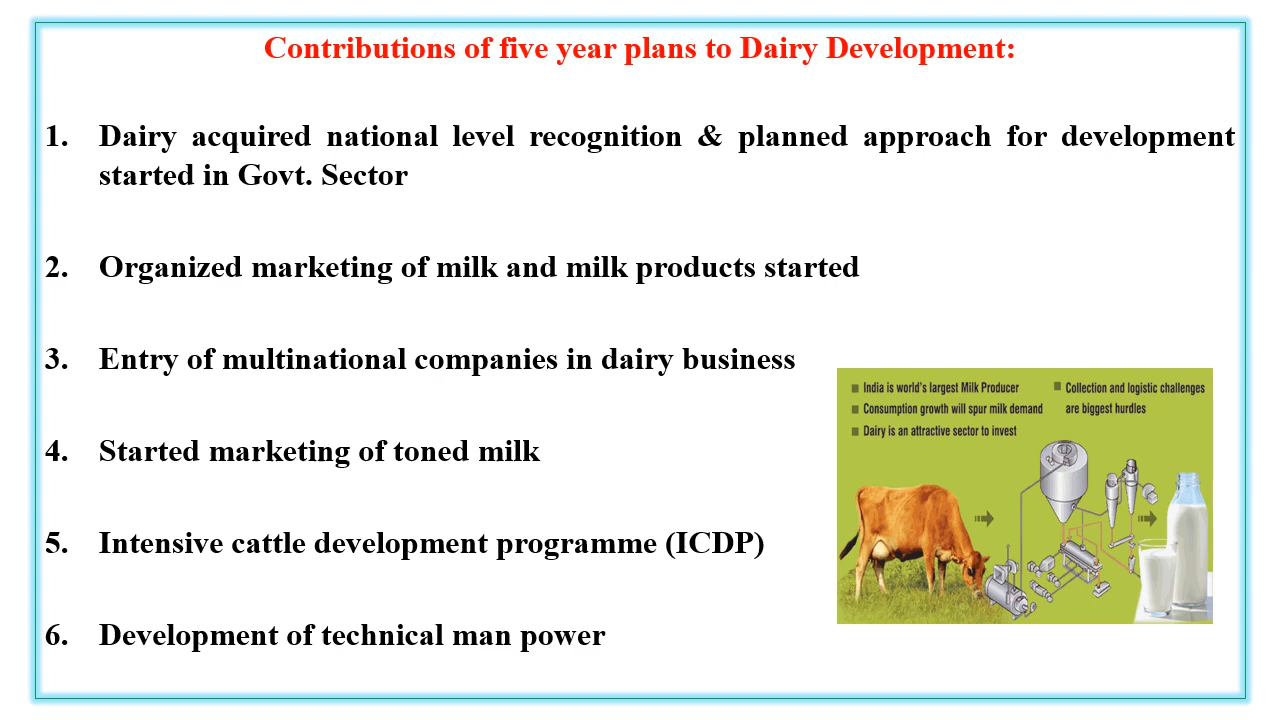 Contributions of five year plans to Dairy Development:
1. Dairy acquired national level recognition & planned approach for development
started in Govt. Sector
2. Organized marketing of milk and milk products started
3. Entry of multinational companies in dairy business
4. Started marketing of toned milk
5. Intensive cattle development programme (ICDP)
6. Development of technical man power
India is world's largest Milk Producer
Consumption growth will spur milk demand
Dairy is an attractive sector to invest
Collection and logistic challenges
are biggest hurdles